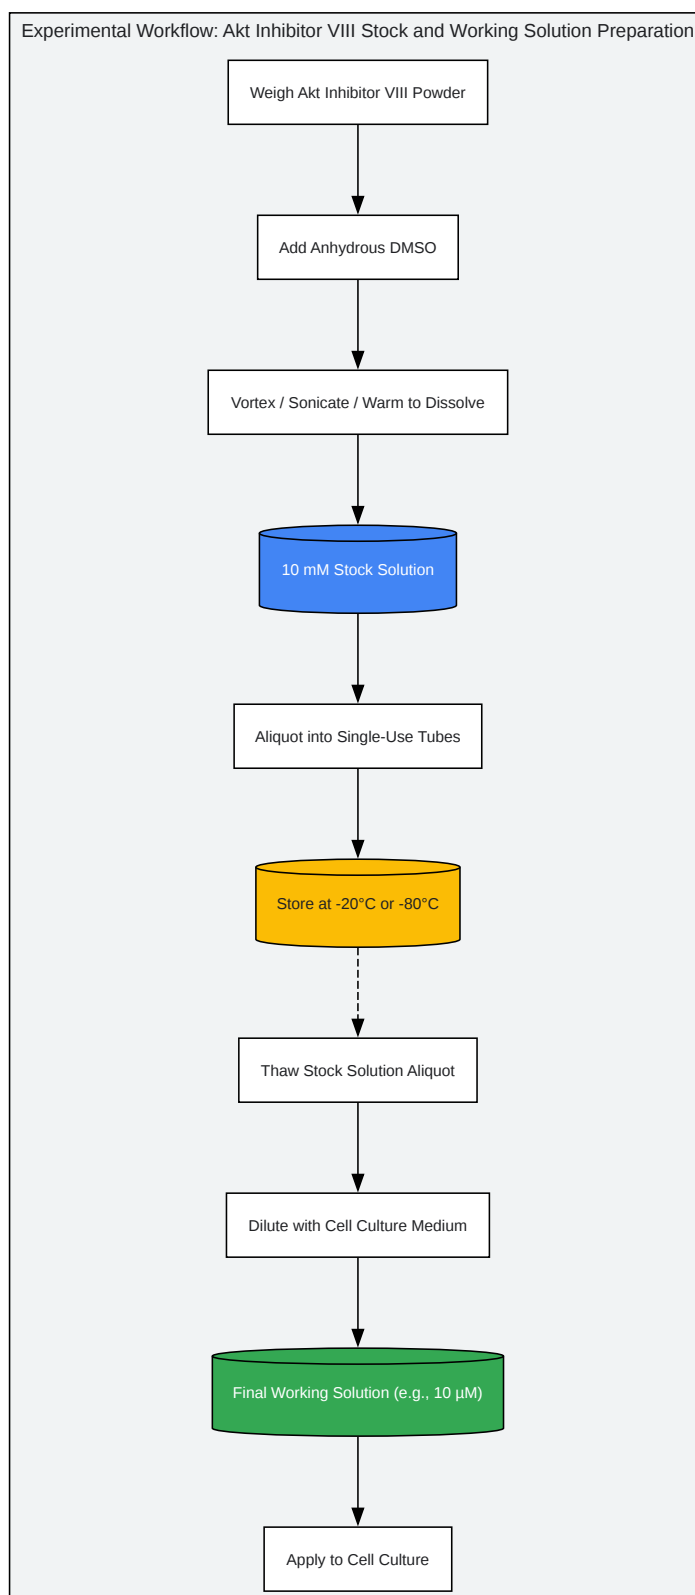 Experimental Workflow: Akt Inhibitor VIII Stock and Working Solution Preparation
Weigh Akt Inhibitor VIII Powder
Add Anhydrous DMSO
Vortex / Sonicate / Warm to Dissolve
10 mM Stock Solution
Aliquot into Single-Use Tubes
Store at -20°C or -80°C
Thaw Stock Solution Aliquot
Dilute with Cell Culture Medium
Final Working Solution (e.g., 10 µM)
Apply to Cell Culture